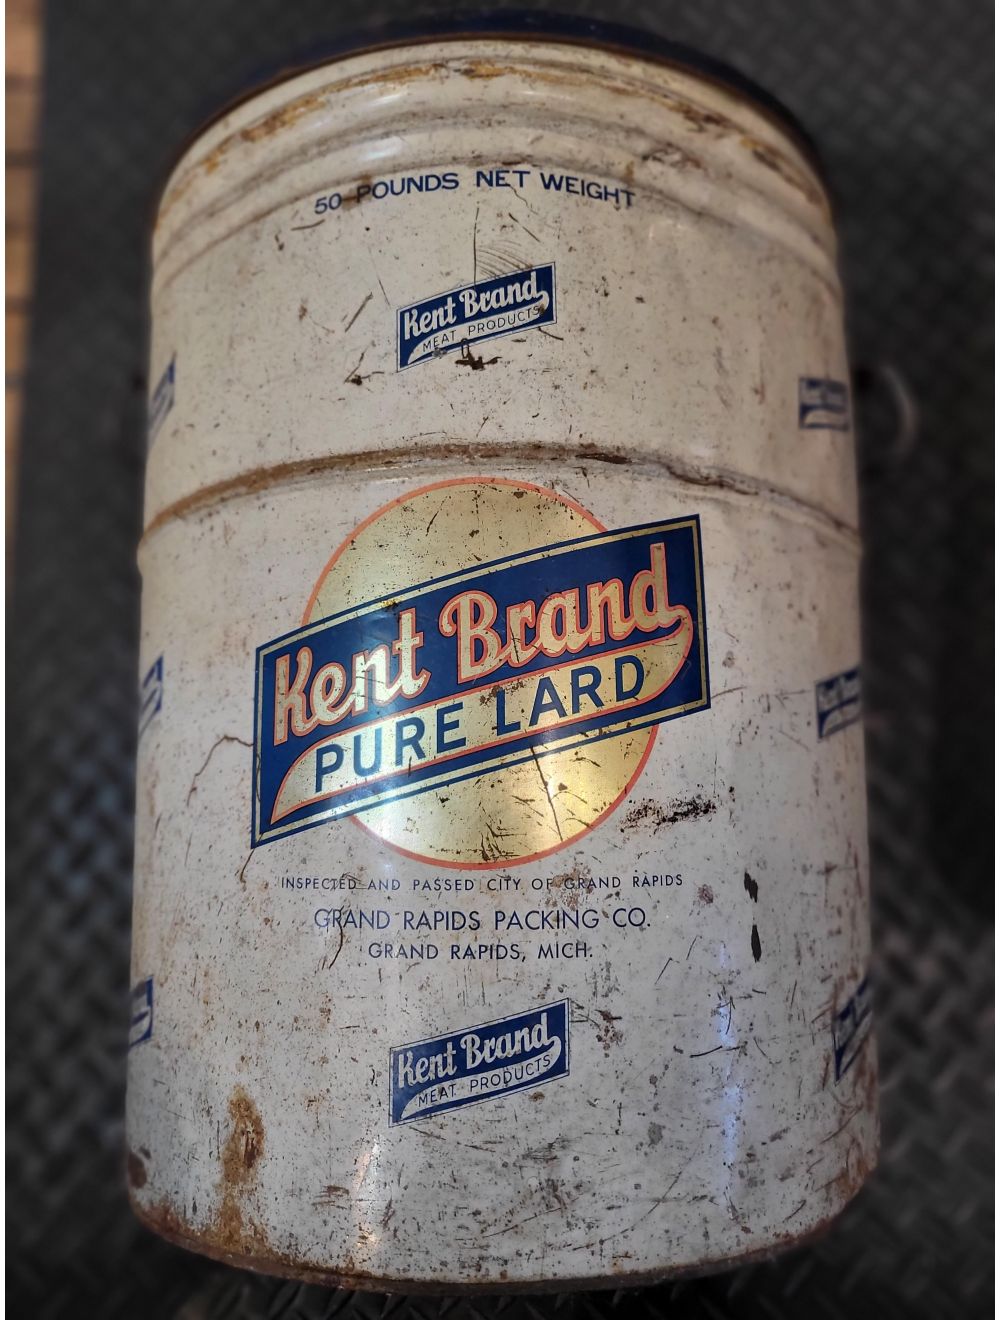 50 POUNDS NET WEIGHT
Kent Brand
MEAT PRODUCTS
Kent Brand
PURE LARD
INSPECTED AND PASSED CITY OF GRAND RAPIDS
GRAND RAPIDS PACKING CO.
GRAND RAPIDS, MICH.
Kent Brand
MEAT PRODUCTS